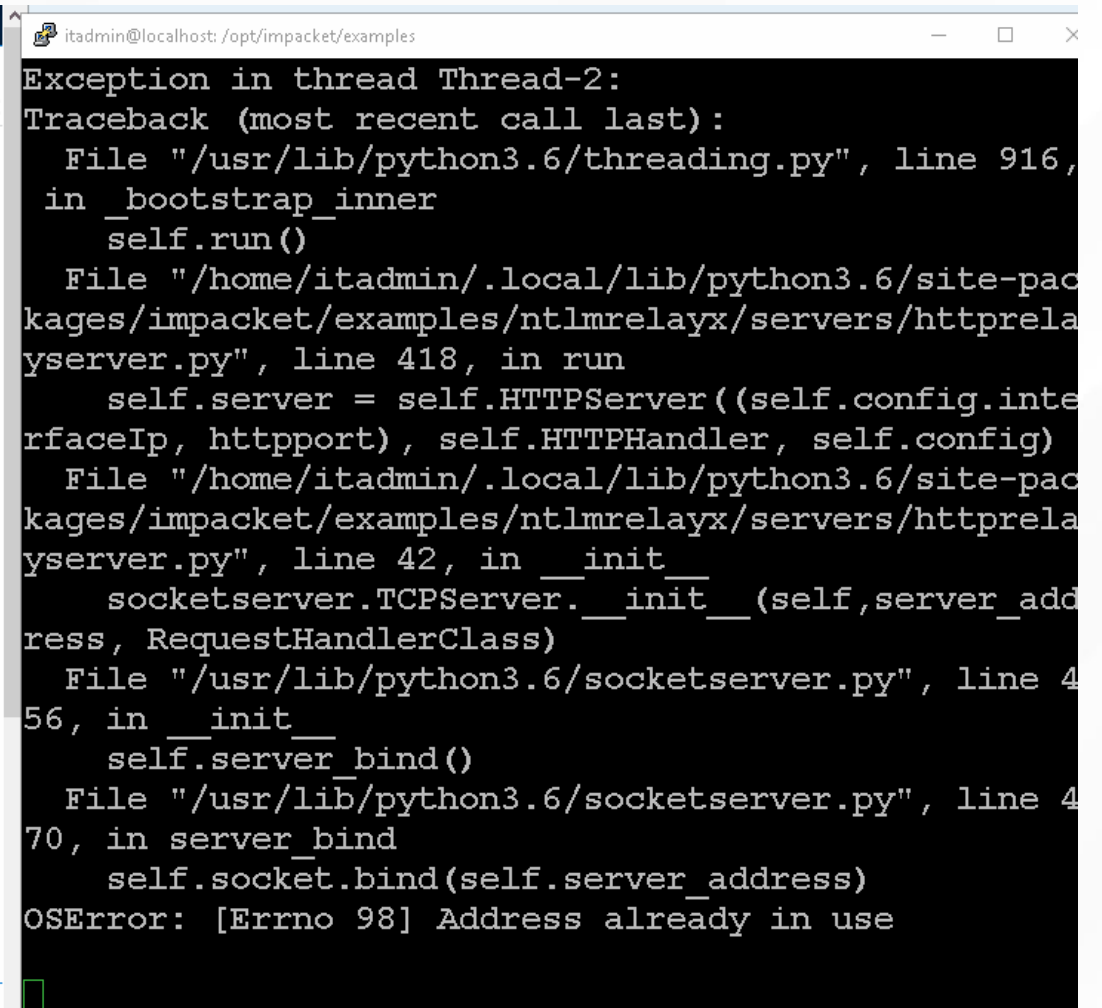 itadmin@localhost: /opt/impacket/examples
Exception in thread Thread-2:
Traceback (most recent call last):
  File "/usr/lib/python3.6/threading.py", line 916,
 in _bootstrap_inner
    self.run()
  File "/home/itadmin/.local/lib/python3.6/site-pac
kages/impacket/examples/ntlmrelayx/servers/httprela
yserver.py", line 418, in run
    self.server = self.HTTPServer((self.config.inte
rfaceIp, httpport), self.HTTPHandler, self.config)
  File "/home/itadmin/.local/lib/python3.6/site-pac
kages/impacket/examples/ntlmrelayx/servers/httprela
yserver.py", line 42, in __init__
    socketserver.TCPServer.__init__(self,server_add
ress, RequestHandlerClass)
  File "/usr/lib/python3.6/socketserver.py", line 4
56, in __init__
    self.server_bind()
  File "/usr/lib/python3.6/socketserver.py", line 4
70, in server_bind
    self.socket.bind(self.server_address)
OSError: [Errno 98] Address already in use